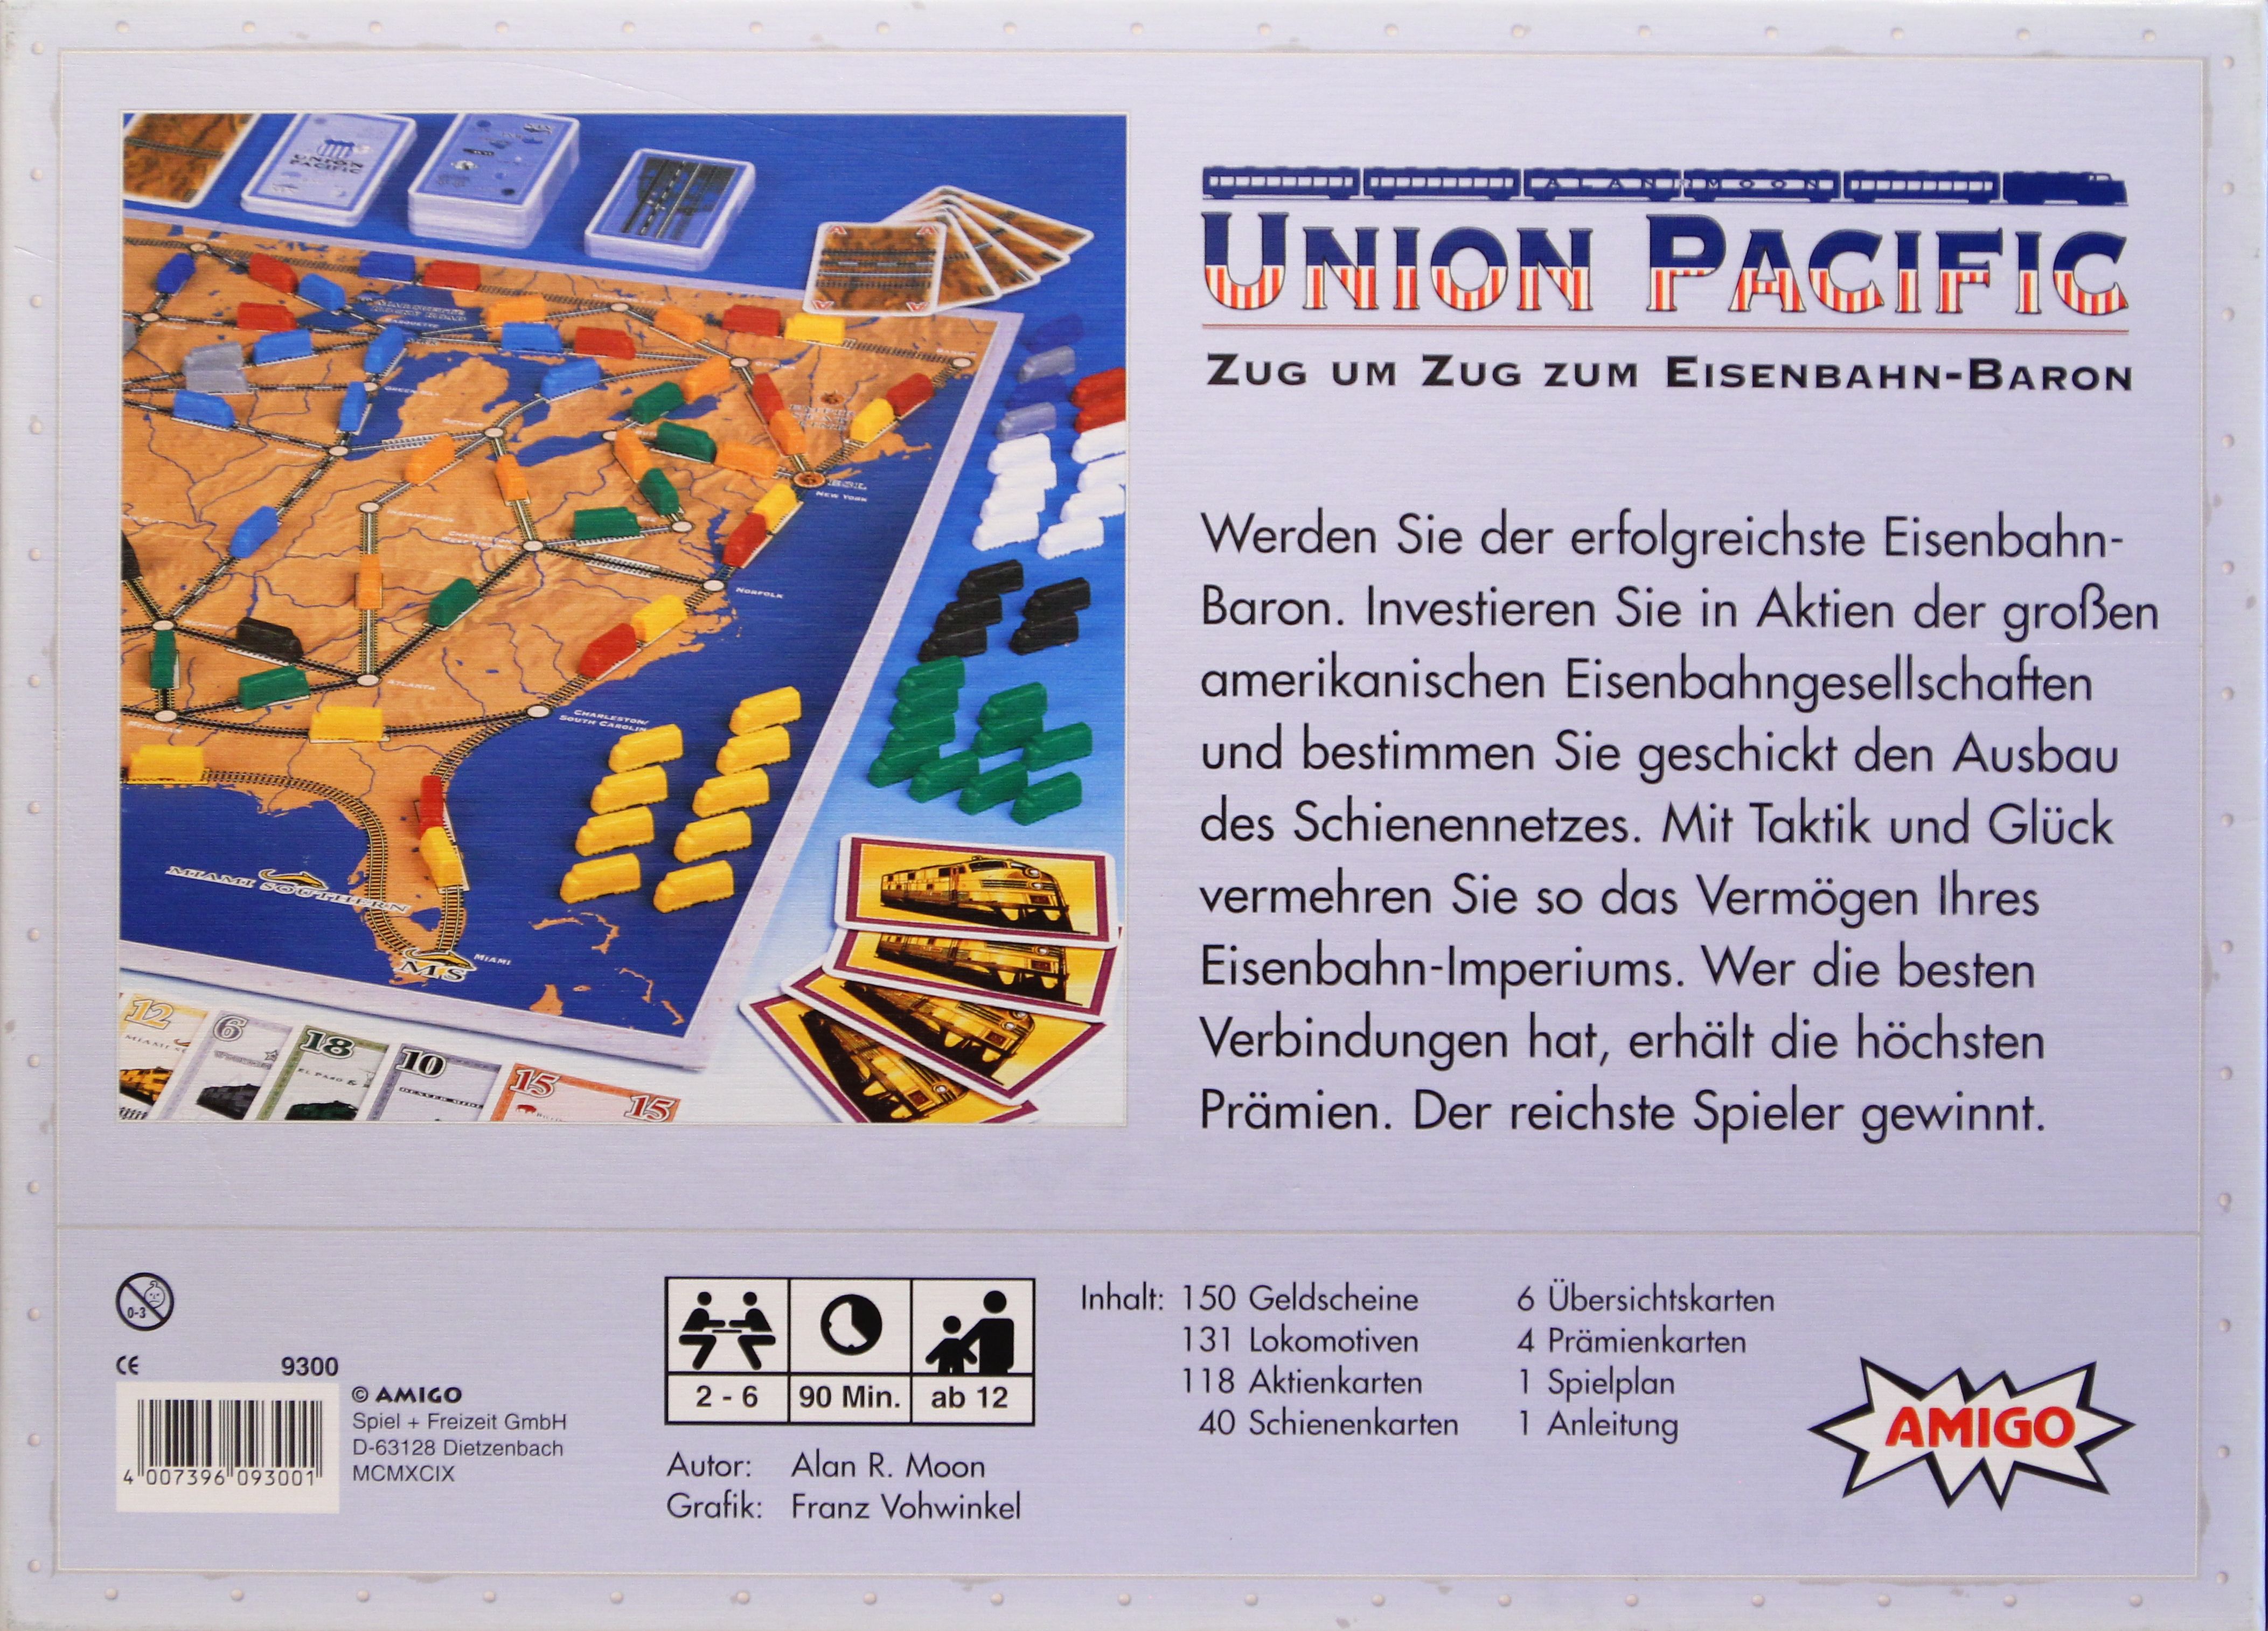 UNION
PACIFIC
MARQUETTE
NEW YORK
NORFOLK
ATLANTA
CHARLESTON/
SOUTH CAROLINA
MERIDIAN
MIAMI SOUTHERN
MS
MIAMI
12
6
18
EL PASO &
10
15
15
ALAN R. MOON
UNION PACIFIC
ZUG UM ZUG ZUM EISENBAHN-BARON
Werden Sie der erfolgreichste Eisenbahn-
Baron. Investieren Sie in Aktien der großen
amerikanischen Eisenbahngesellschaften
und bestimmen Sie geschickt den Ausbau
des Schienennetzes. Mit Taktik und Glück
vermehren Sie so das Vermögen Ihres
Eisenbahn-Imperiums. Wer die besten
Verbindungen hat, erhält die höchsten
Prämien. Der reichste Spieler gewinnt.
0-3
CE
9300
4 007396 093001
© AMIGO
Spiel + Freizeit GmbH
D-63128 Dietzenbach
MCMXCIX
2 - 6 90 Min. ab 12
Autor: Alan R. Moon
Grafik: Franz Vohwinkel
Inhalt: 150 Geldscheine
131 Lokomotiven
118 Aktienkarten
40 Schienenkarten
6 Übersichtskarten
4 Prämienkarten
1 Spielplan
1 Anleitung
AMIGO